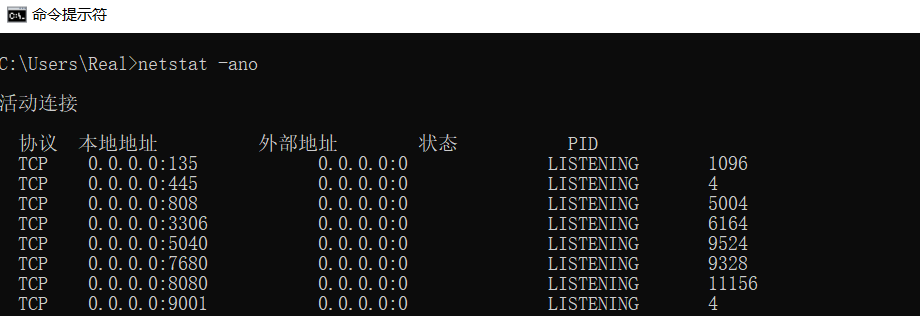 命令提示符
C:\Users\Real>netstat -ano
活动连接
协议 本地地址 外部地址 状态 PID
TCP 0.0.0.0:135 0.0.0.0:0 LISTENING 1096
TCP 0.0.0.0:445 0.0.0.0:0 LISTENING 4
TCP 0.0.0.0:808 0.0.0.0:0 LISTENING 5004
TCP 0.0.0.0:3306 0.0.0.0:0 LISTENING 6164
TCP 0.0.0.0:5040 0.0.0.0:0 LISTENING 9524
TCP 0.0.0.0:7680 0.0.0.0:0 LISTENING 9328
TCP 0.0.0.0:8080 0.0.0.0:0 LISTENING 11156
TCP 0.0.0.0:9001 0.0.0.0:0 LISTENING 4